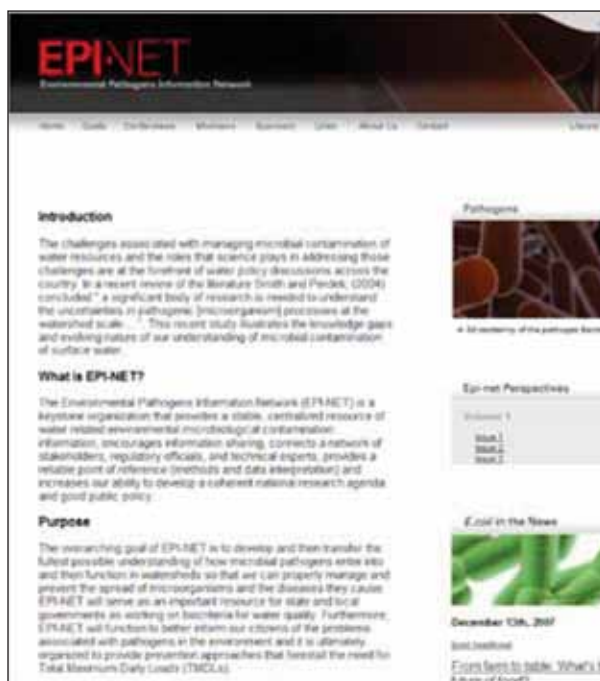 EPI·NET
Environmental Pathogens Information Network
Home Guide Conferences Members Sponsors Links About Us Contact
Introduction
The challenges associated with managing microbial contamination of
water resources and the roles that science plays in addressing those
challenges are at the forefront of water policy discussions across the
country. In a recent review of the literature Smith and Perdek, (2004)
concluded " a significant body of research is needed to understand
the uncertainties in pathogenic [microorganism] processes at the
watershed scale ... ". This recent study illustrates the knowledge gaps
and evolving nature of our understanding of microbial contamination
of surface water.
What is EPI-NET?
The Environmental Pathogens Information Network (EPI-NET) is a
keystone organization that provides a stable, centralized resource of
water related environmental microbiological contamination
information, encourages information sharing, connects a network of
stakeholders, regulatory officials, and technical experts, provides a
reliable point of reference (methods and data interpretation) and
increases our ability to develop a coherent national research agenda
and good public policy.
Purpose
The overarching goal of EPI-NET is to develop and then transfer the
fullest possible understanding of how microbial pathogens enter into
and then function in watersheds so that we can properly manage and
prevent the spread of microorganisms and the diseases they cause.
EPI-NET will serve as an important resource for state and local
governments as working on biocriteria for water quality. Furthermore,
EPI-NET will function to better inform our citizens of the problems
associated with pathogens in the environment and it is ultimately
organized to provide prevention approaches that forestall the need for
Total Maximum Daily Loads (TMDLs).
Pathogens
A 3d rendering of the pathogen
Epi-net Perspectives
Volume 1
Issue 1
Issue 2
Issue 3
E.coli in the News
December 13th, 2007
From farm to table: What's
future of food?